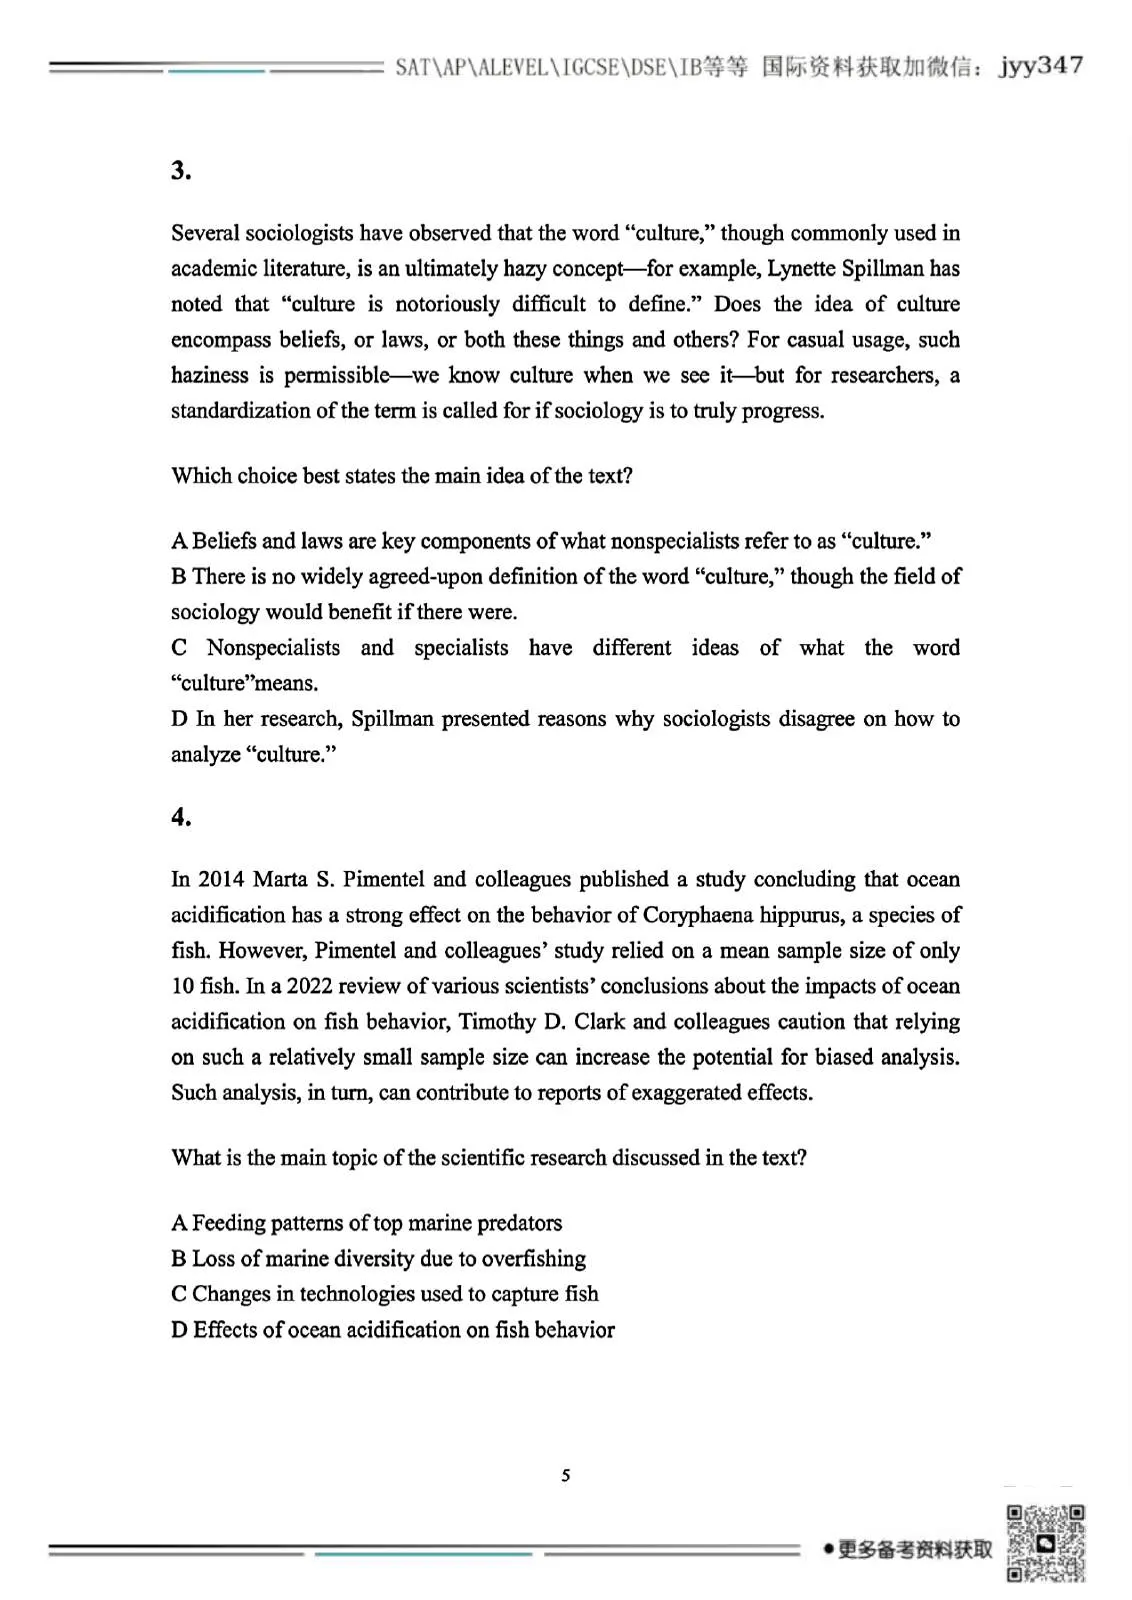 SAT\AP\ALEVEL\IGCSE\DSE\IB等等 国际资料获取加微信：jyy347
3.
Several sociologists have observed that the word “culture,” though commonly used in
academic literature, is an ultimately hazy concept—for example, Lynette Spillman has
noted that “culture is notoriously difficult to define.” Does the idea of culture
encompass beliefs, or laws, or both these things and others? For casual usage, such
haziness is permissible—we know culture when we see it—but for researchers, a
standardization of the term is called for if sociology is to truly progress.
Which choice best states the main idea of the text?
A Beliefs and laws are key components of what nonspecialists refer to as “culture.”
B There is no widely agreed-upon definition of the word “culture,” though the field of
sociology would benefit if there were.
C Nonspecialists and specialists have different ideas of what the word
“culture”means.
D In her research, Spillman presented reasons why sociologists disagree on how to
analyze “culture.”
4.
In 2014 Marta S. Pimentel and colleagues published a study concluding that ocean
acidification has a strong effect on the behavior of Coryphaena hippurus, a species of
fish. However, Pimentel and colleagues’ study relied on a mean sample size of only
10 fish. In a 2022 review of various scientists’ conclusions about the impacts of ocean
acidification on fish behavior, Timothy D. Clark and colleagues caution that relying
on such a relatively small sample size can increase the potential for biased analysis.
Such analysis, in turn, can contribute to reports of exaggerated effects.
What is the main topic of the scientific research discussed in the text?
A Feeding patterns of top marine predators
B Loss of marine diversity due to overfishing
C Changes in technologies used to capture fish
D Effects of ocean acidification on fish behavior
5
●更多备考资料获取